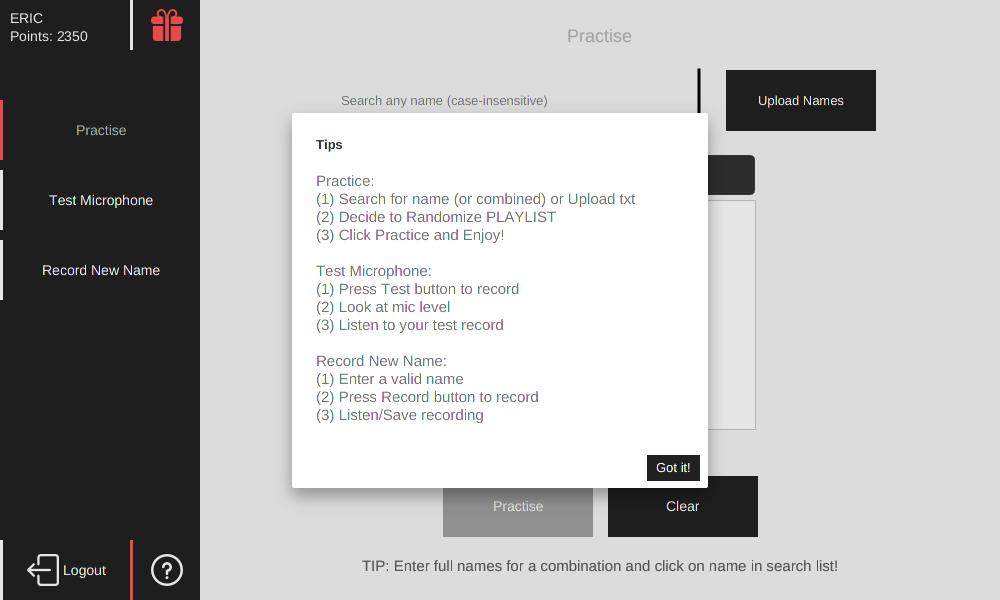 ERIC
Points: 2350
Practise
Test Microphone
Record New Name
Logout
Practise
Search any name (case-insensitive)
Upload Names
Tips
Practice:
(1) Search for name (or combined) or Upload txt
(2) Decide to Randomize PLAYLIST
(3) Click Practice and Enjoy!
Test Microphone:
(1) Press Test button to record
(2) Look at mic level
(3) Listen to your test record
Record New Name:
(1) Enter a valid name
(2) Press Record button to record
(3) Listen/Save recording
Got it!
Practise
Clear
TIP: Enter full names for a combination and click on name in search list!